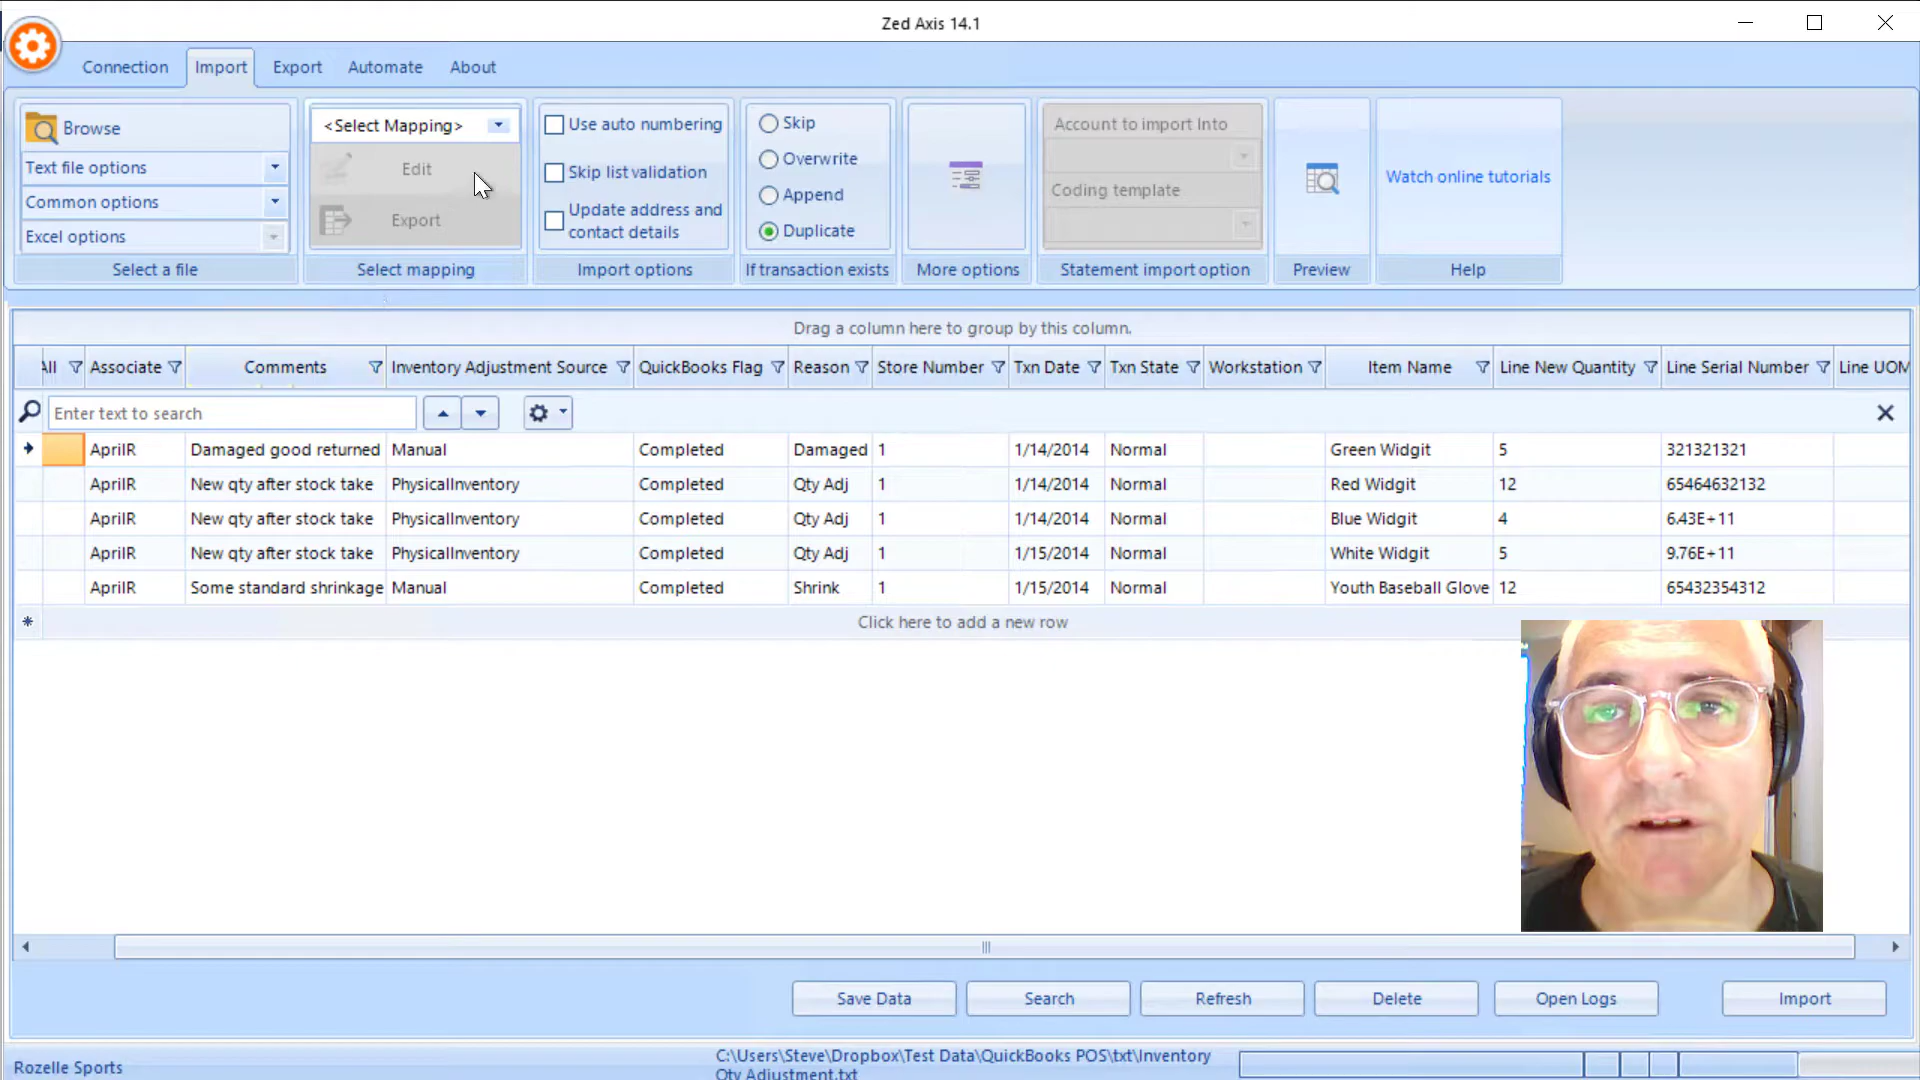 Zed Axis 14.1
Connection Import Export Automate About
Browse
Text file options
Common options
Excel options
Select a file
<Select Mapping>
Edit
Export
Select mapping
Use auto numbering
Skip list validation
Update address and
contact details
Import options
Skip
Overwrite
Append
Duplicate
If transaction exists
More options
Account to import Into
Coding template
Statement import option
Preview
Watch online tutorials
Help
Drag a column here to group by this column.
All Associate Comments Inventory Adjustment Source QuickBooks Flag Reason Store Number Txn Date Txn State Workstation Item Name Line New Quantity Line Serial Number Line UOM
Enter text to search
AprilR Damaged good returned Manual Completed Damaged 1 1/14/2014 Normal Green Widgit 5 321321321
AprilR New qty after stock take PhysicalInventory Completed Qty Adj 1 1/14/2014 Normal Red Widgit 12 65464632132
AprilR New qty after stock take PhysicalInventory Completed Qty Adj 1 1/14/2014 Normal Blue Widgit 4 6.43E+11
AprilR New qty after stock take PhysicalInventory Completed Qty Adj 1 1/15/2014 Normal White Widgit 5 9.76E+11
AprilR Some standard shrinkage Manual Completed Shrink 1 1/15/2014 Normal Youth Baseball Glove 12 65432354312
Click here to add a new row
Save Data Search Refresh Delete Open Logs Import
Rozelle Sports
C:\Users\Steve\Dropbox\Test Data\QuickBooks POS\txt\Inventory
Qty Adjustment.txt